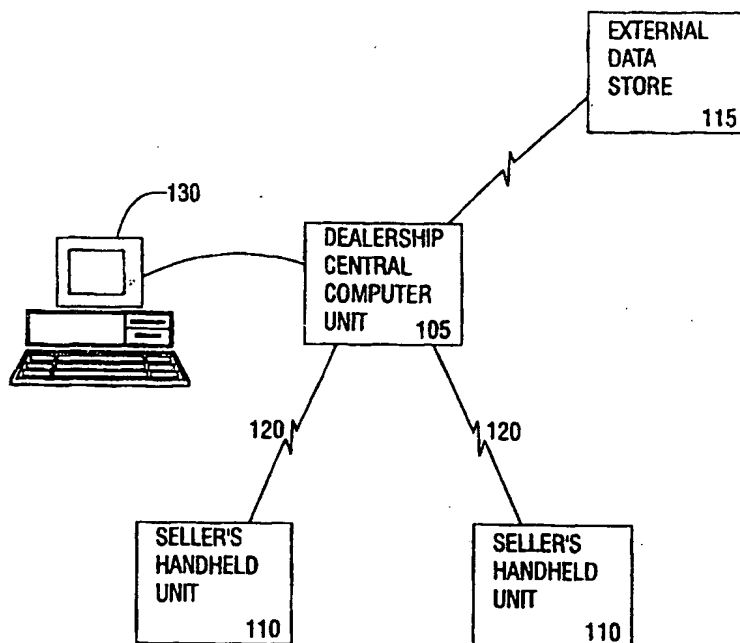 EXTERNAL
DATA
STORE
115
130
DEALERSHIP
CENTRAL
COMPUTER
UNIT 105
120
120
SELLER'S
HANDHELD
UNIT
110
SELLER'S
HANDHELD
UNIT
110